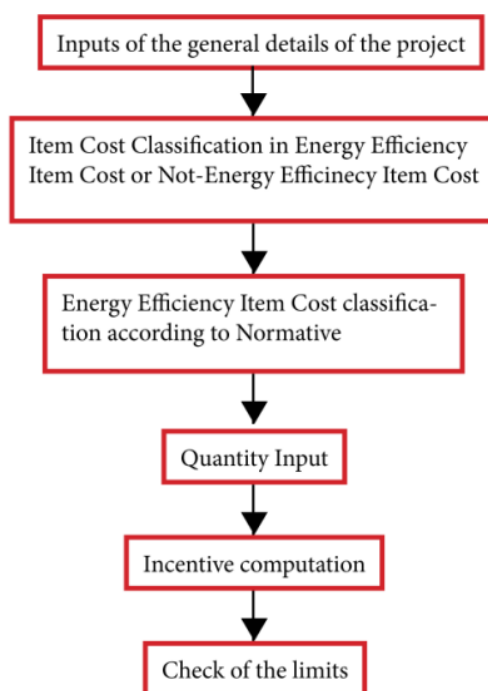 Inputs of the general details of the project
Item Cost Classification in Energy Efficiency
Item Cost or Not-Energy Efficinecy Item Cost
Energy Efficiency Item Cost classifica-
tion according to Normative
Quantity Input
Incentive computation
Check of the limits